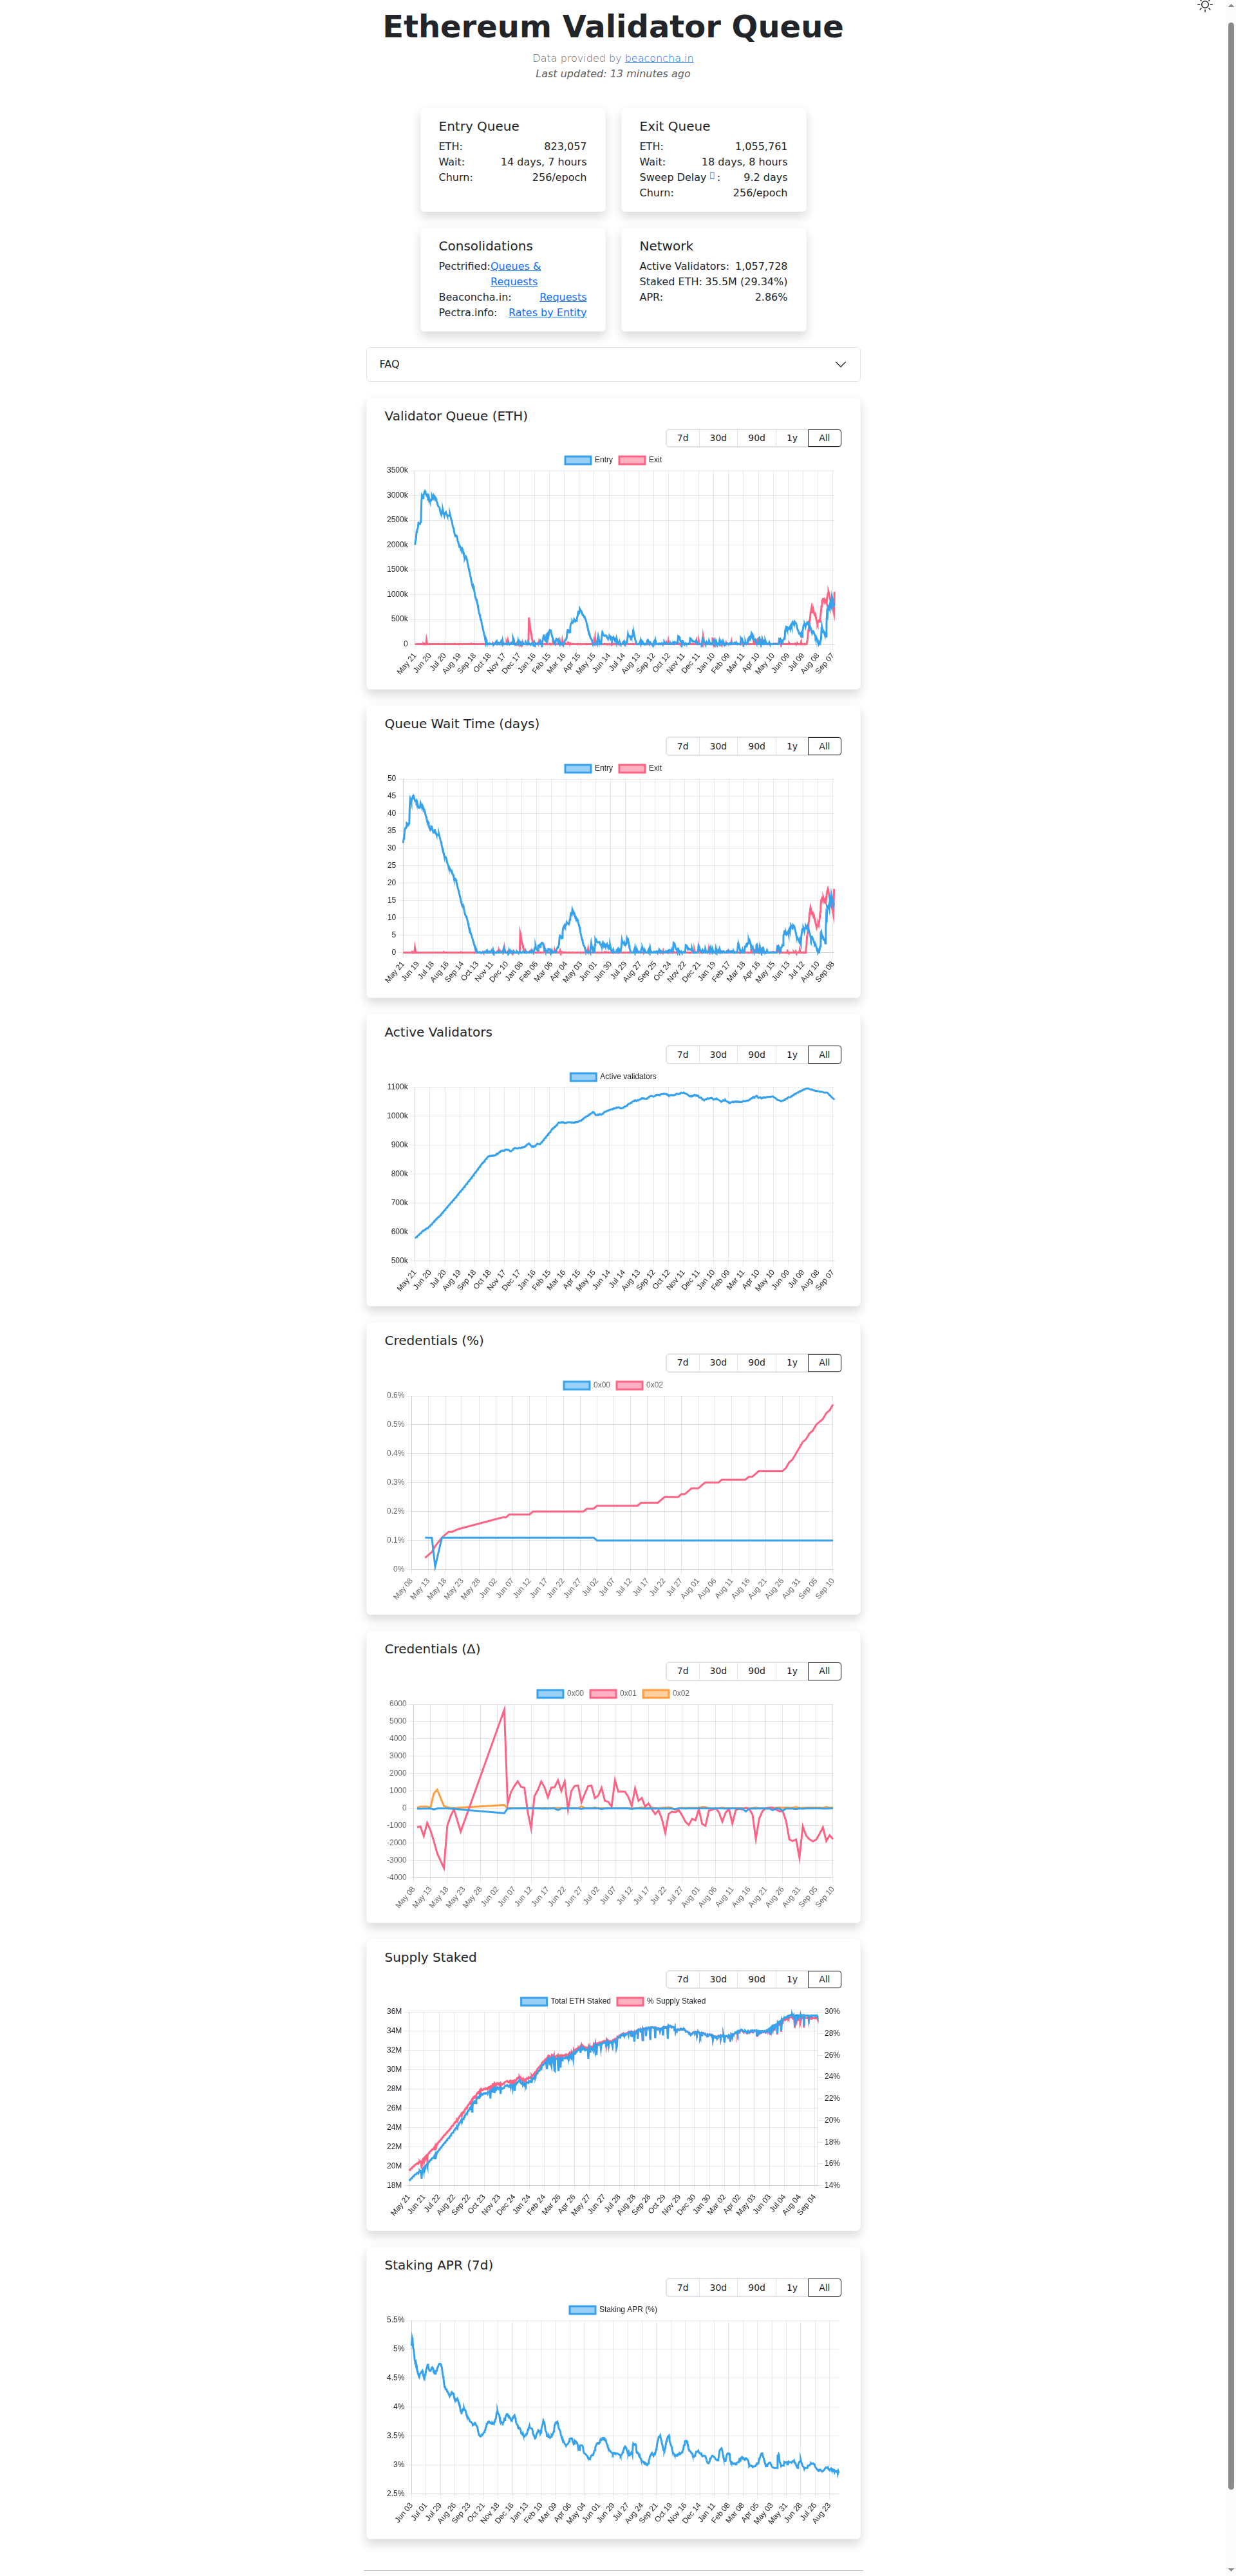 Ethereum Validator Queue
Data provided by beaconcha.in
Last updated: 13 minutes ago
Entry Queue
ETH: 823,057
Wait: 14 days, 7 hours
Churn: 256/epoch
Exit Queue
ETH: 1,055,761
Wait: 18 days, 8 hours
Sweep Delay : 9.2 days
Churn: 256/epoch
Consolidations
Pectrified: Queues &
Requests
Beaconcha.in: Requests
Pectra.info: Rates by Entity
Network
Active Validators: 1,057,728
Staked ETH: 35.5M (29.34%)
APR: 2.86%
FAQ
Validator Queue (ETH)
7d 30d 90d 1y All
Entry Exit
3500k
3000k
2500k
2000k
1500k
1000k
500k
0
May 21 Jun 20 Jul 20 Aug 19 Sep 18 Oct 18 Nov 17 Dec 17 Jan 16 Feb 15 Mar 16 Apr 15 May 15 Jun 14 Jul 14 Aug 13 Sep 12 Oct 12 Nov 11 Dec 11 Jan 10 Feb 09 Mar 11 Apr 10 May 10 Jun 09 Jul 09 Aug 08 Sep 07
Queue Wait Time (days)
7d 30d 90d 1y All
Entry Exit
50
45
40
35
30
25
20
15
10
5
0
May 21 Jun 19 Jul 18 Aug 16 Sep 14 Oct 13 Nov 11 Dec 10 Jan 08 Feb 06 Mar 06 Apr 04 May 03 Jun 01 Jun 30 Jul 29 Aug 27 Sep 25 Oct 24 Nov 22 Dec 21 Jan 19 Feb 17 Mar 18 Apr 16 May 15 Jun 13 Jul 12 Aug 10 Sep 08
Active Validators
7d 30d 90d 1y All
Active validators
1100k
1000k
900k
800k
700k
600k
500k
May 21 Jun 20 Jul 20 Aug 19 Sep 18 Oct 18 Nov 17 Dec 17 Jan 16 Feb 15 Mar 16 Apr 15 May 15 Jun 14 Jul 14 Aug 13 Sep 12 Oct 12 Nov 11 Dec 11 Jan 10 Feb 09 Mar 11 Apr 10 May 10 Jun 09 Jul 09 Aug 08 Sep 07
Credentials (%)
7d 30d 90d 1y All
0x00 0x02
0.6%
0.5%
0.4%
0.3%
0.2%
0.1%
0%
May 08 May 13 May 18 May 23 May 28 Jun 02 Jun 07 Jun 12 Jun 17 Jun 22 Jun 27 Jul 02 Jul 07 Jul 12 Jul 17 Jul 22 Jul 27 Aug 01 Aug 06 Aug 11 Aug 16 Aug 21 Aug 26 Aug 31 Sep 05 Sep 10
Credentials (Δ)
7d 30d 90d 1y All
0x00 0x01 0x02
6000
5000
4000
3000
2000
1000
0
-1000
-2000
-3000
-4000
May 08 May 13 May 18 May 23 May 28 Jun 02 Jun 07 Jun 12 Jun 17 Jun 22 Jun 27 Jul 02 Jul 07 Jul 12 Jul 17 Jul 22 Jul 27 Aug 01 Aug 06 Aug 11 Aug 16 Aug 21 Aug 26 Aug 31 Sep 05 Sep 10
Supply Staked
7d 30d 90d 1y All
Total ETH Staked % Supply Staked
36M 30%
34M 28%
32M 26%
30M 24%
28M 22%
26M 20%
24M 18%
22M 16%
20M 14%
18M
May 21 Jun 21 Jul 22 Aug 22 Sep 22 Oct 23 Nov 23 Dec 24 Jan 24 Feb 24 Mar 26 Apr 26 May 27 Jun 27 Jul 28 Aug 28 Sep 28 Oct 29 Nov 29 Dec 30 Jan 30 Mar 02 Apr 02 May 03 Jun 03 Jul 04 Aug 04 Sep 04
Staking APR (7d)
7d 30d 90d 1y All
Staking APR (%)
5.5%
5%
4.5%
4%
3.5%
3%
2.5%
Jun 03 Jul 01 Jul 29 Aug 26 Sep 23 Oct 21 Nov 18 Dec 16 Jan 13 Feb 10 Mar 09 Apr 06 May 04 Jun 01 Jun 29 Jul 27 Aug 24 Sep 21 Oct 19 Nov 16 Dec 14 Jan 11 Feb 08 Mar 08 Apr 05 May 03 May 31 Jun 28 Jul 26 Aug 23